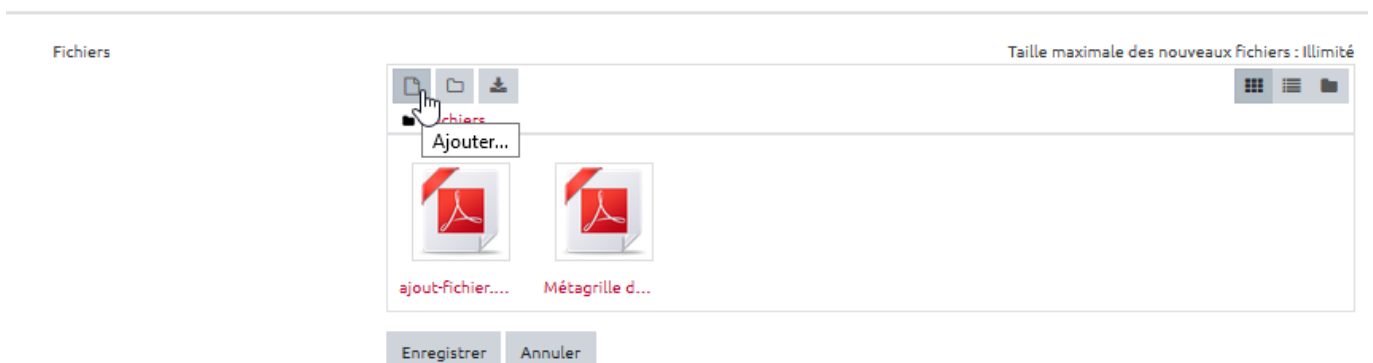 Fichiers
Taille maximale des nouveaux fichiers : Illimité
Ajouter...
ajout-fichier....
Métagrille d...
Enregistrer
Annuler